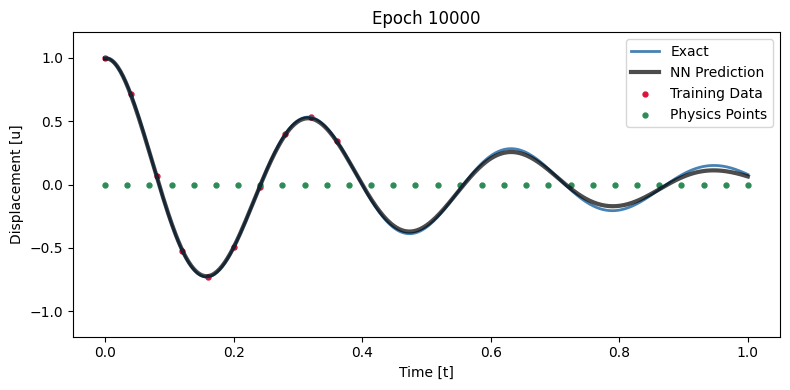 Epoch 10000
Exact
NN Prediction
Training Data
Physics Points
Displacement [u]
1.0
0.5
0.0
−0.5
−1.0
0.0 0.2 0.4 0.6 0.8 1.0
Time [t]